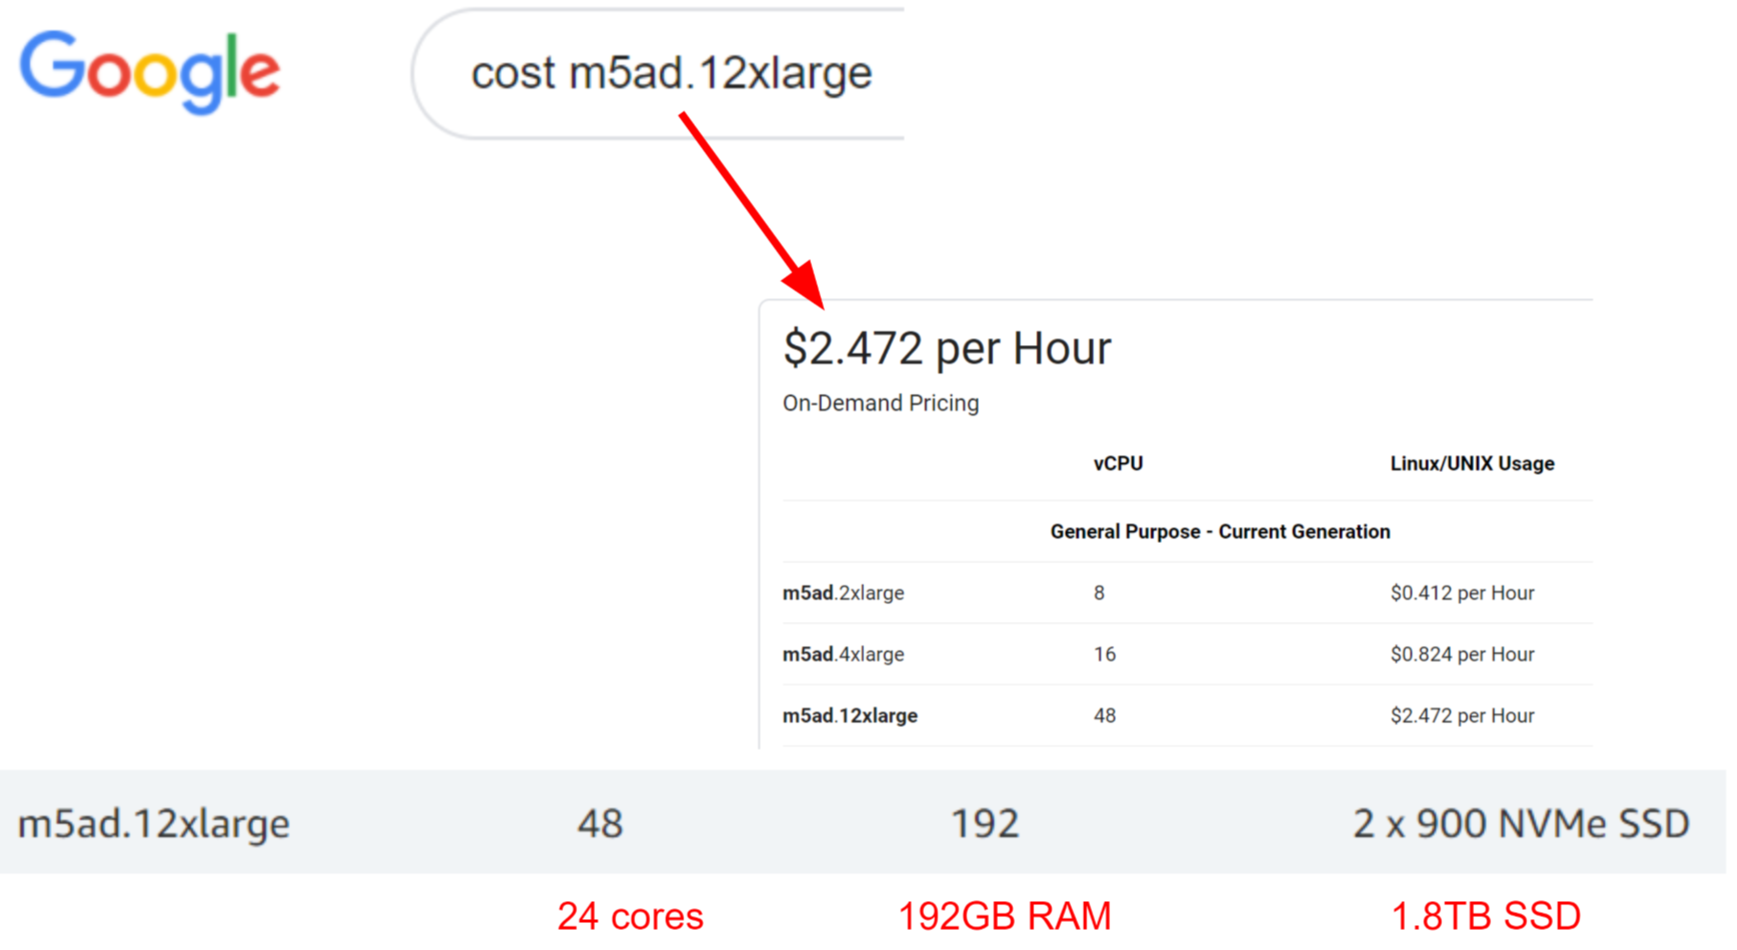 Google
cost m5ad.12xlarge
$2.472 per Hour
On-Demand Pricing
vCPU Linux/UNIX Usage
General Purpose - Current Generation
m5ad.2xlarge 8 $0.412 per Hour
m5ad.4xlarge 16 $0.824 per Hour
m5ad.12xlarge 48 $2.472 per Hour
m5ad.12xlarge 48 192 2 x 900 NVMe SSD
24 cores 192GB RAM 1.8TB SSD